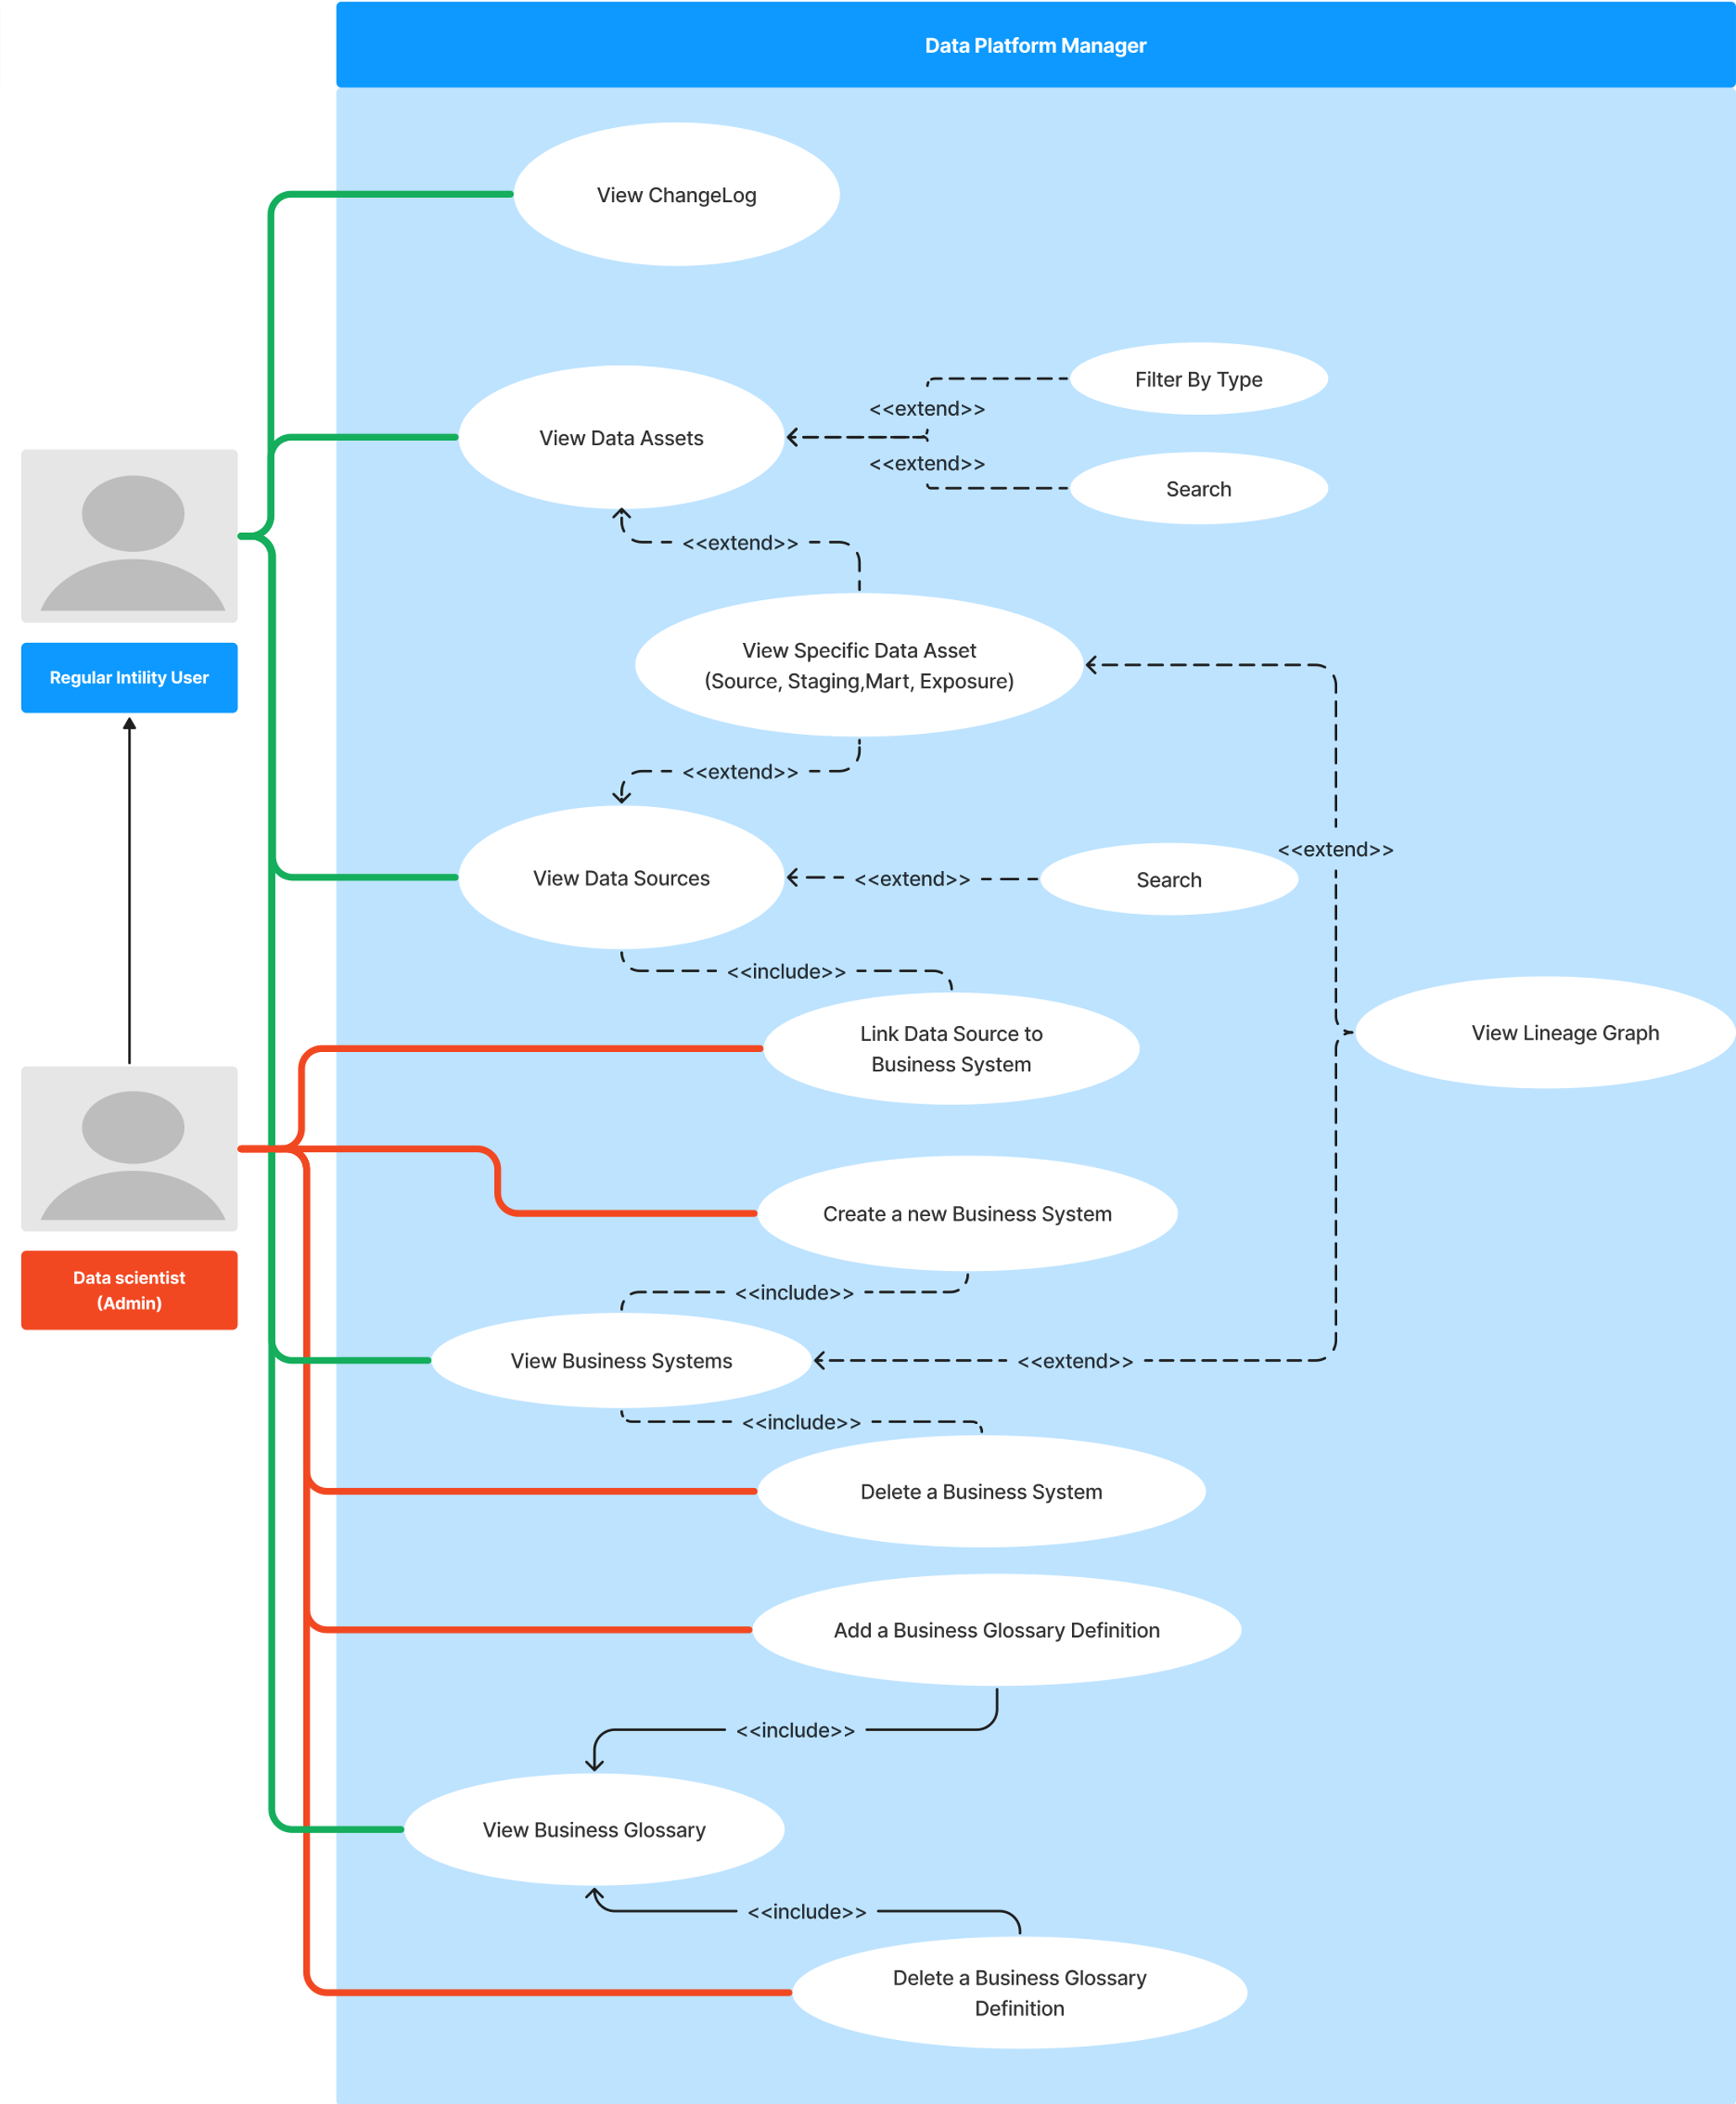 Data Platform Manager
View ChangeLog
Filter By Type
<<extend>>
View Data Assets
<<extend>>
Search
<<extend>>
View Specific Data Asset
(Source, Staging,Mart, Exposure)
Regular Intility User
<<extend>>
<<extend>>
View Data Sources
<<extend>>
Search
<<include>>
Link Data Source to
Business System
View Lineage Graph
Create a new Business System
Data scientist
(Admin)
<<include>>
View Business Systems
<<extend>>
<<include>>
Delete a Business System
Add a Business Glossary Definition
<<include>>
View Business Glossary
<<include>>
Delete a Business Glossary
Definition